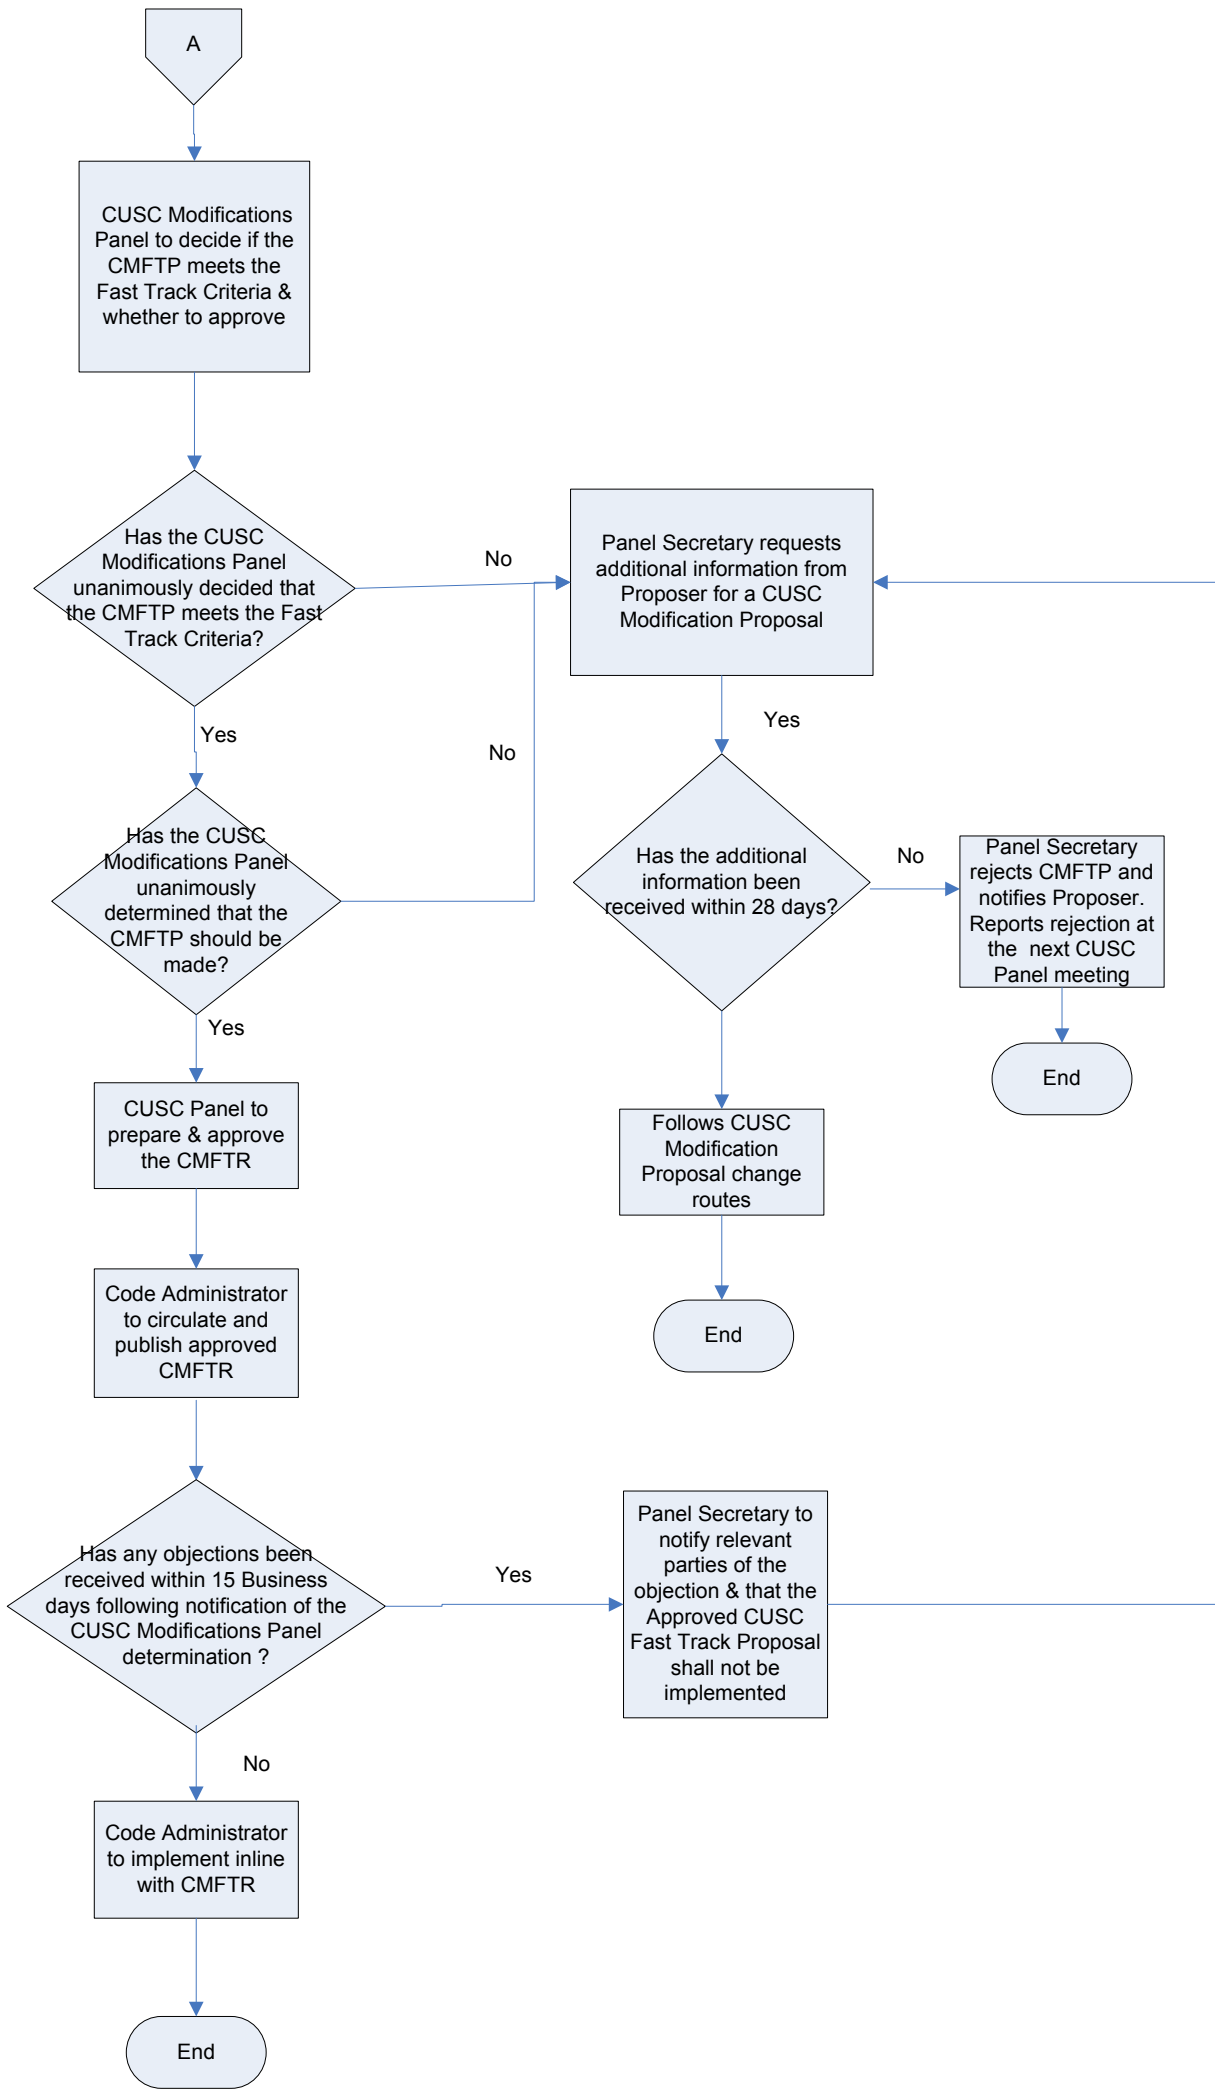 A
CUSC Modifications
Panel to decide if the
CMFTP meets the
Fast Track Criteria &
whether to approve
Has the CUSC
Modifications Panel
unanimously decided that
the CMFTP meets the Fast
Track Criteria?
No
Panel Secretary requests
additional information from
Proposer for a CUSC
Modification Proposal
Yes
Yes
No
Has the CUSC
Modifications Panel
unanimously
determined that the
CMFTP should be
made?
Has the additional
information been
received within 28 days?
No
Panel Secretary
rejects CMFTP and
notifies Proposer.
Reports rejection at
the next CUSC
Panel meeting
End
Yes
CUSC Panel to
prepare & approve
the CMFTR
Follows CUSC
Modification
Proposal change
routes
End
Code Administrator
to circulate and
publish approved
CMFTR
Has any objections been
received within 15 Business
days following notification of the
CUSC Modifications Panel
determination ?
Yes
Panel Secretary to
notify relevant
parties of the
objection & that the
Approved CUSC
Fast Track Proposal
shall not be
implemented
No
Code Administrator
to implement inline
with CMFTR
End